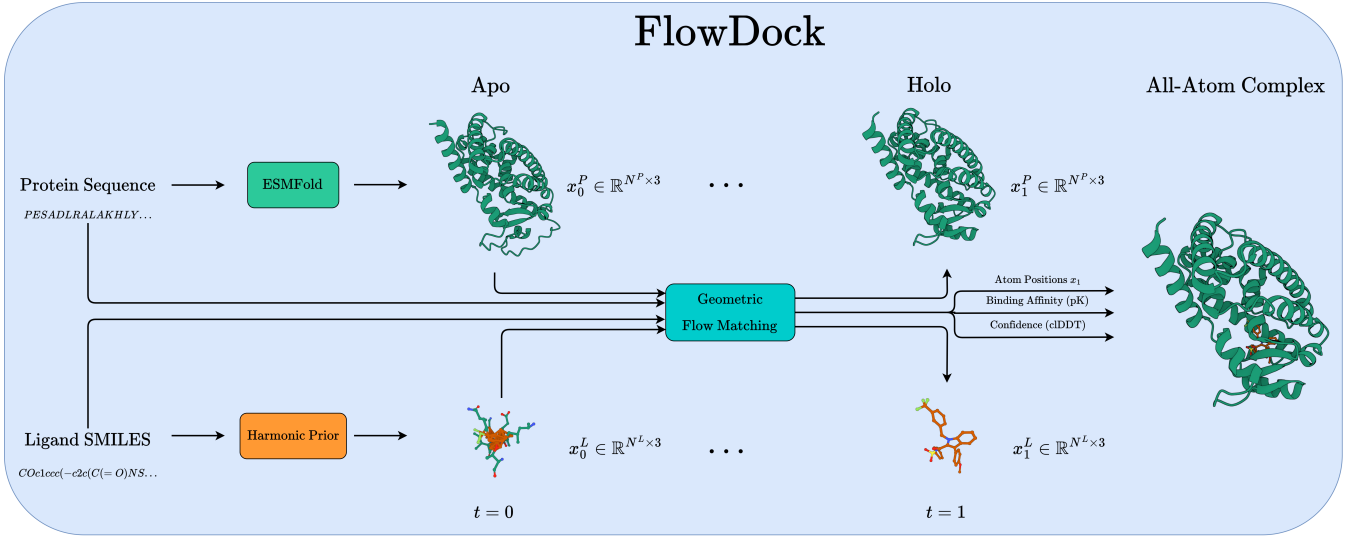 FlowDock
Apo
Holo
All-Atom Complex
Protein Sequence
PESADLRALAKHLY...
ESMFold
x_0^P ∈ ℝ^{N^P×3}
...
x_1^P ∈ ℝ^{N^P×3}
Geometric
Flow Matching
Atom Positions x_1
Binding Affinity (pK)
Confidence (clDDT)
Ligand SMILES
COc1ccc(−c2c(C(=O)NS...
Harmonic Prior
x_0^L ∈ ℝ^{N^L×3}
...
x_1^L ∈ ℝ^{N^L×3}
t = 0
t = 1